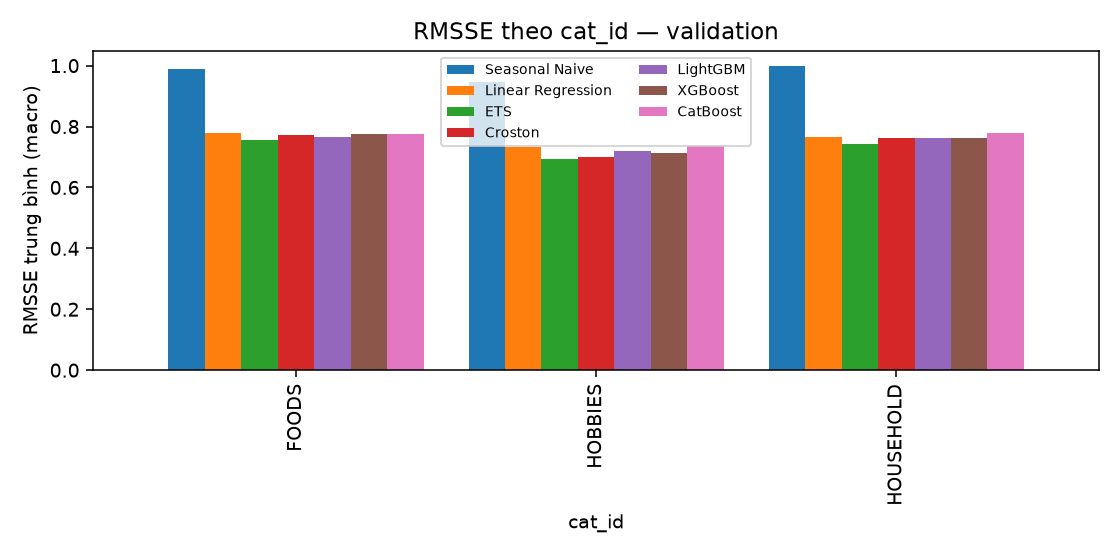 RMSSE theo cat_id — validation
RMSSE trung bình (macro)
1.0
0.8
0.6
0.4
0.2
0.0
Seasonal Naive
Linear Regression
ETS
Croston
LightGBM
XGBoost
CatBoost
FOODS
HOBBIES
HOUSEHOLD
cat_id